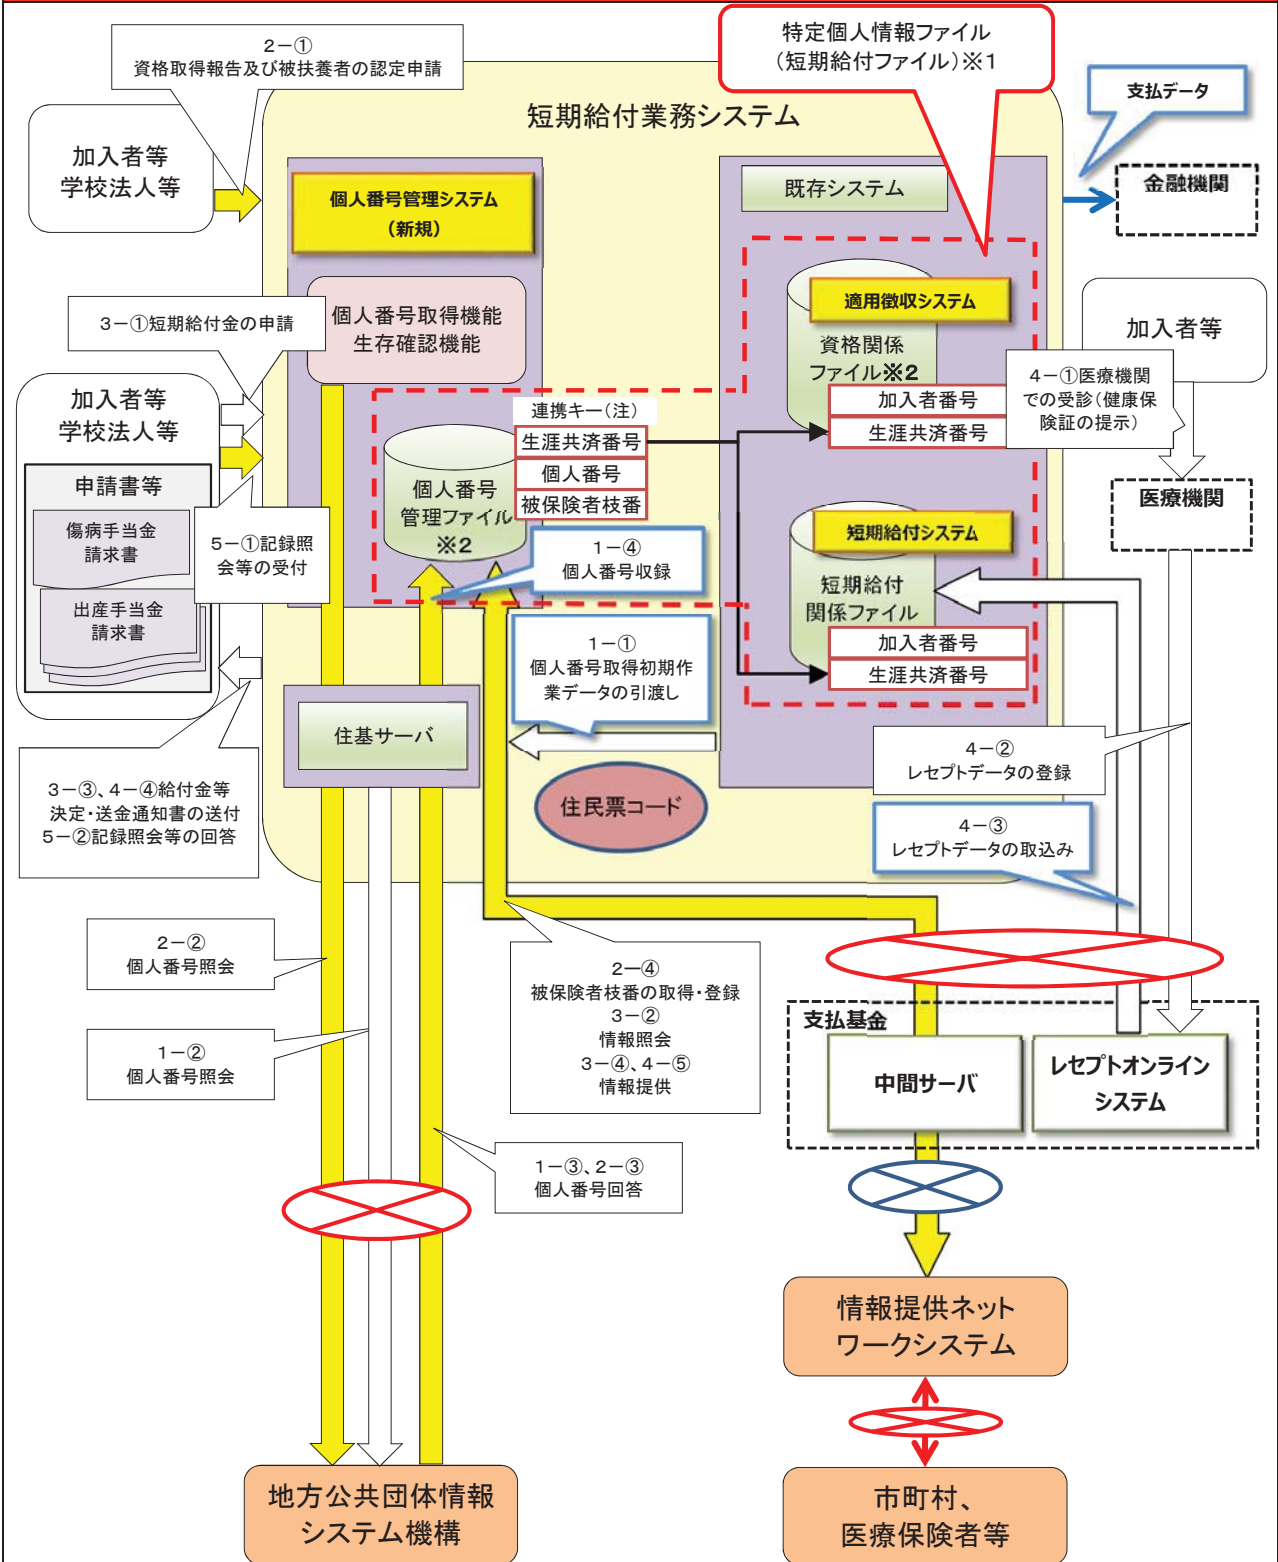 2－①
資格取得報告及び被扶養者の認定申請
特定個人情報ファイル
（短期給付ファイル）※1
支払データ
短期給付業務システム
加入者等
学校法人等
個人番号管理システム
（新規）
既存システム
金融機関
個人番号取得機能
生存確認機能
3－①短期給付金の申請
適用徴収システム
資格関係
ファイル※2
加入者番号
生涯共済番号
加入者等
4－①医療機関
での受診（健康保
険証の提示）
医療機関
加入者等
学校法人等
申請書等
傷病手当金
請求書
出産手当金
請求書
5－①記録照
会等の受付
連携キー（注）
生涯共済番号
個人番号
被保険者枝番
個人番号
管理ファイル
※2
1－④
個人番号収録
短期給付システム
短期給付
関係ファイル
加入者番号
生涯共済番号
1－①
個人番号取得初期作
業データの引渡し
住基サーバ
住民票コード
4－②
レセプトデータの登録
4－③
レセプトデータの取込み
3－③、4－④給付金等
決定・送金通知書の送付
5－②記録照会等の回答
2－②
個人番号照会
1－②
個人番号照会
2－④
被保険者枝番の取得・登録
3－②
情報照会
3－④、4－⑤
情報提供
1－③、2－③
個人番号回答
支払基金
中間サーバ
レセプトオンライン
システム
情報提供ネット
ワークシステム
地方公共団体情報
システム機構
市町村、
医療保険者等